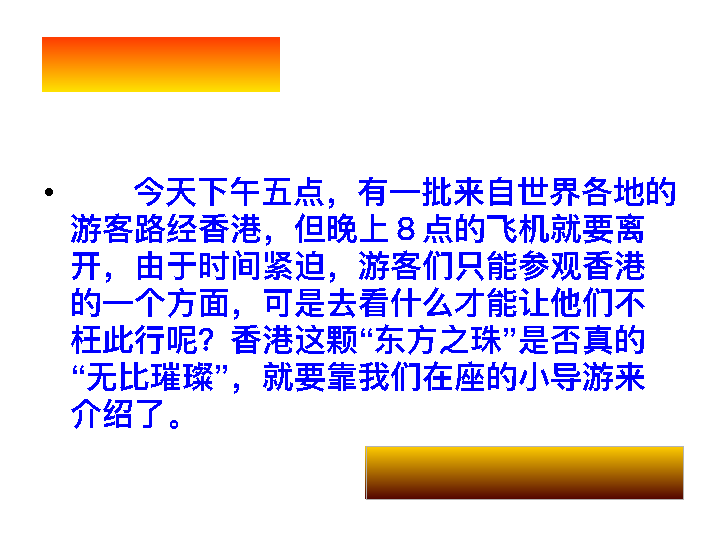 • 今天下午五点，有一批来自世界各地的
游客路经香港，但晚上８点的飞机就要离
开，由于时间紧迫，游客们只能参观香港
的一个方面，可是去看什么才能让他们不
枉此行呢？香港这颗“东方之珠”是否真的
“无比璀璨”，就要靠我们在座的小导游来
介绍了。